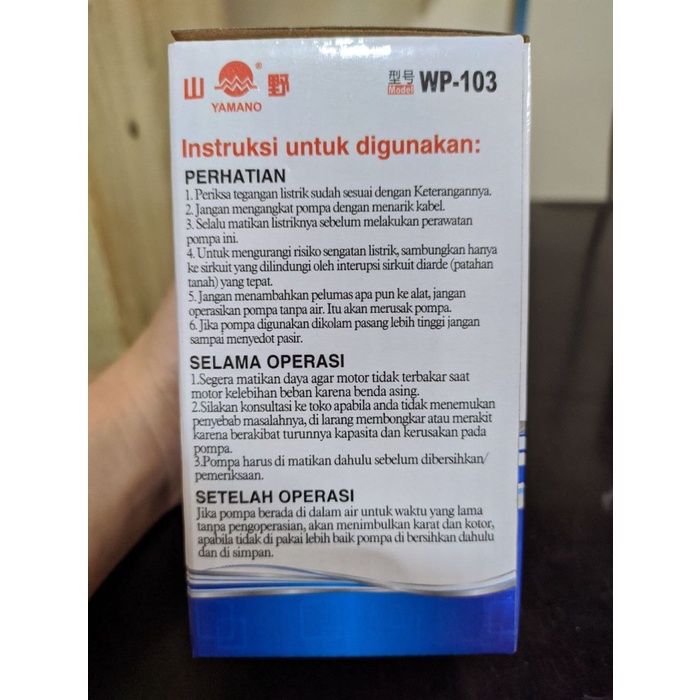 山 野 型号 WP-103
YAMANO ® Model
Instruksi untuk digunakan:
PERHATIAN
1. Periksa tegangan listrik sudah sesuai dengan Keterangannya.
2. Jangan mengangkat pompa dengan menarik kabel.
3. Selalu matikan listriknya sebelum melakukan perawatan
pompa ini.
4. Untuk mengurangi risiko sengatan listrik, sambungkan hanya
ke sirkuit yang dilindungi oleh interupsi sirkuit diarde (patahan
tanah) yang tepat.
5. Jangan menambahkan pelumas apa pun ke alat, jangan
operasikan pompa tanpa air. Itu akan merusak pompa.
6. Jika pompa digunakan dikolam pasang lebih tinggi jangan
sampai menyedot pasir.
SELAMA OPERASI
1.Segera matikan daya agar motor tidak terbakar saat
motor kelebihan beban karena benda asing.
2.Silakan konsultasi ke toko apabila anda tidak menemukan
penyebab masalahnya, di larang membongkar atau merakit
karena berakibat turunnya kapasita dan kerusakan pada
pompa.
3.Pompa harus di matikan dahulu sebelum dibersihkan/
pemeriksaan.
SETELAH OPERASI
Jika pompa berada di dalam air untuk waktu yang lama
tanpa pengoperasian, akan menimbulkan karat dan kotor,
apabila tidak di pakai lebih baik pompa di bersihkan dahulu
dan di simpan.